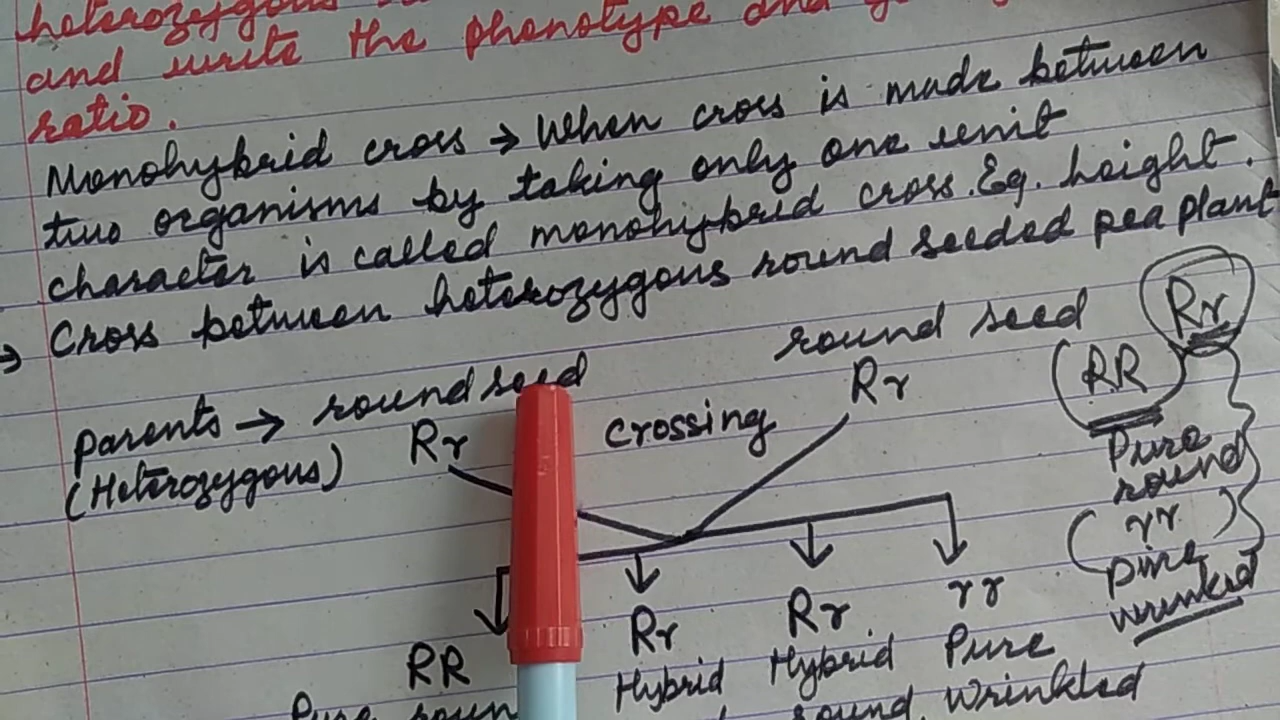 heterozygous
and write the phenotype and
ratio.
Monohybrid cross → When cross is made between
two organisms by taking only one unit
character is called monohybrid cross. Eg. height.
→ Cross between heterozygous round seeded pea plant
round seed
Rr
Parents → round seed
Rr
crossing
Rr
(Heterozygous)
(RR)
Pure
round
(rr)
pure
wrinkled
RR
Rr
Rr
rr
Pure roun
Hybrid
Hybrid
round
Pure
Wrinkled